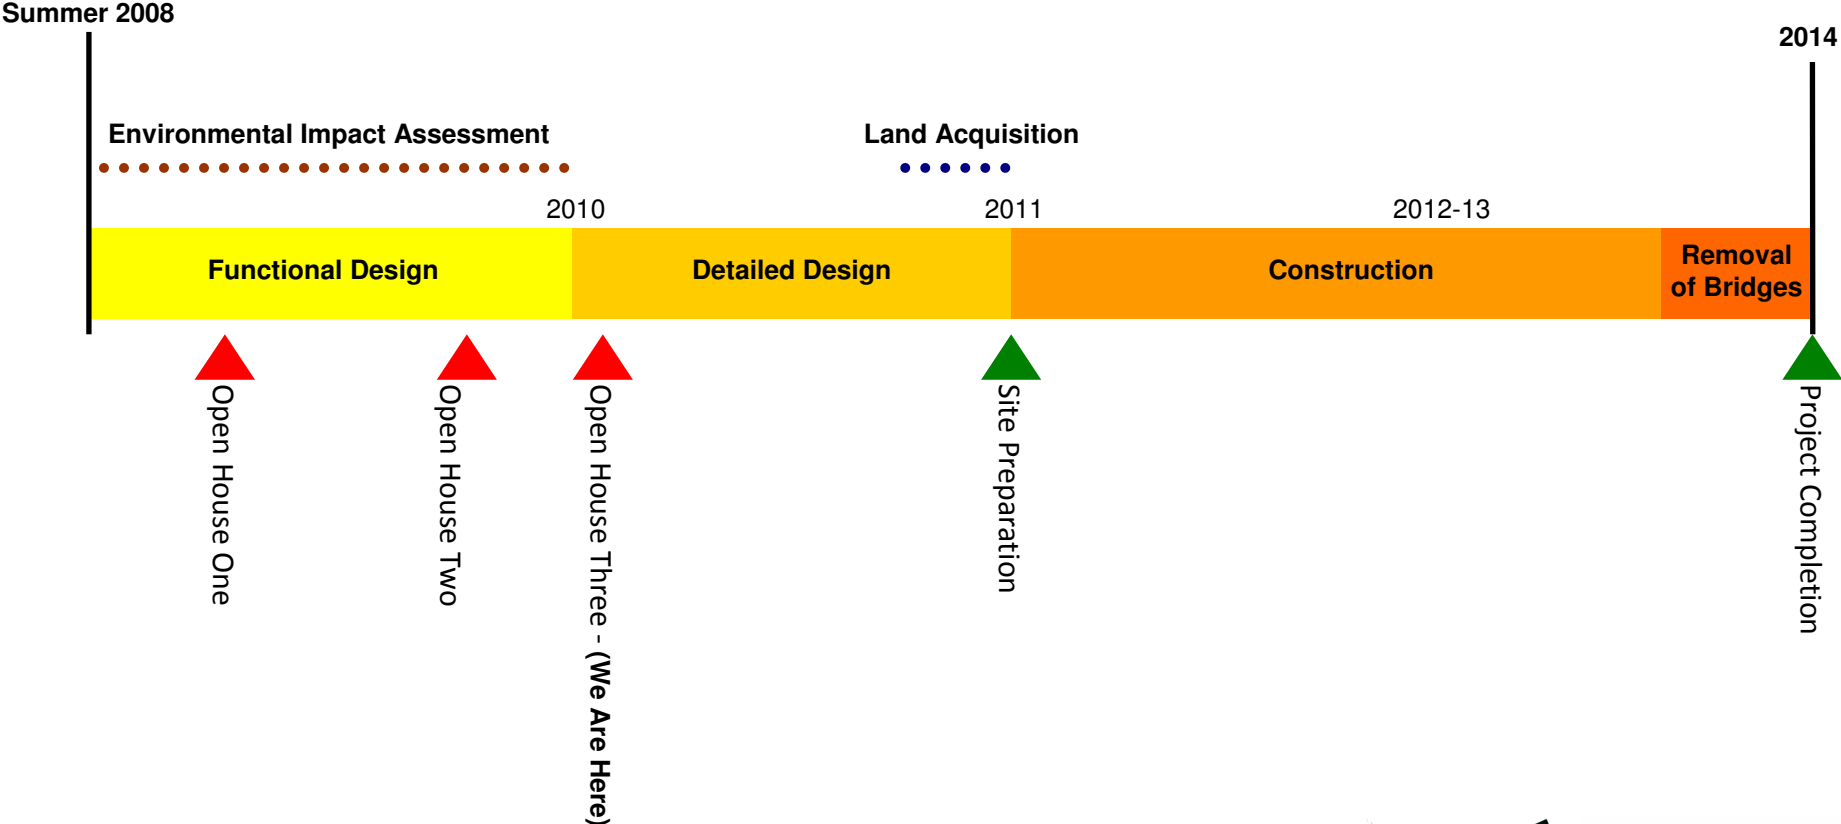 Summer 2008
2014
Environmental Impact Assessment
Land Acquisition
2010
2011
2012-13
Functional Design
Detailed Design
Construction
Removal
of Bridges
Open House One
Open House Two
Open House Three - (We Are Here)
Site Preparation
Project Completion